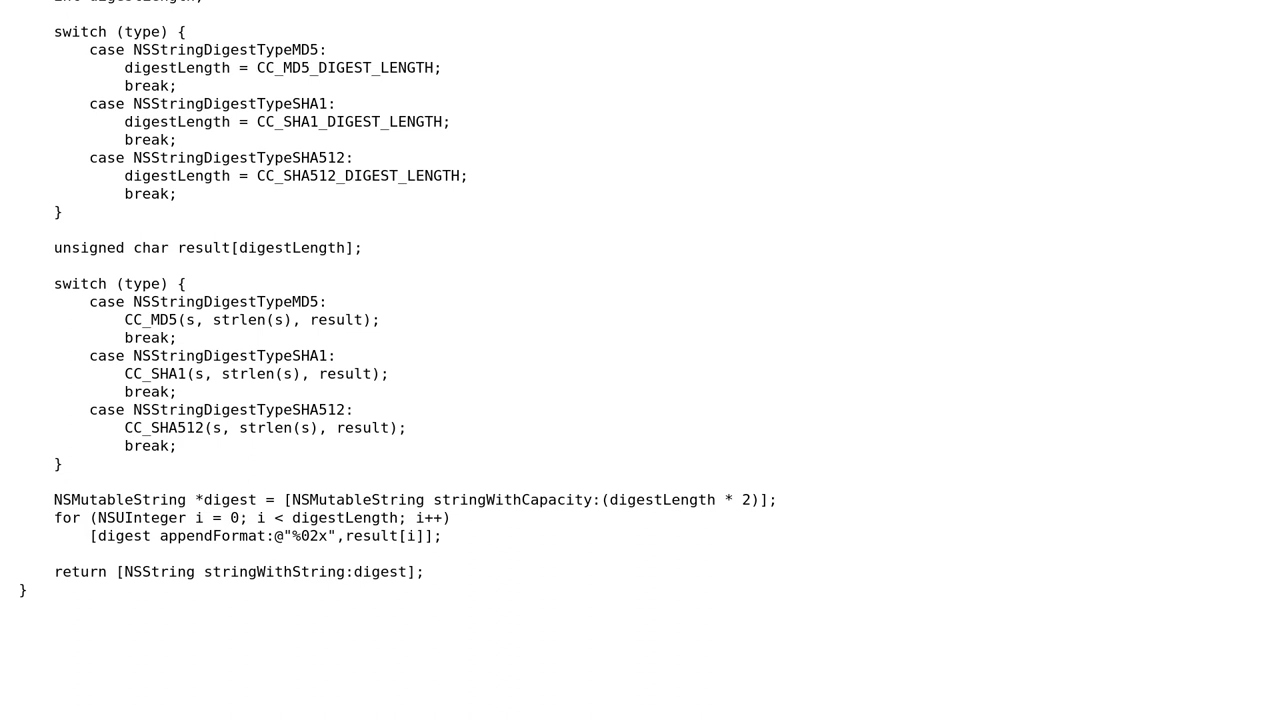 switch (type) {
case NSStringDigestTypeMD5:
digestLength = CC_MD5_DIGEST_LENGTH;
break;
case NSStringDigestTypeSHA1:
digestLength = CC_SHA1_DIGEST_LENGTH;
break;
case NSStringDigestTypeSHA512:
digestLength = CC_SHA512_DIGEST_LENGTH;
break;
}
unsigned char result[digestLength];
switch (type) {
case NSStringDigestTypeMD5:
CC_MD5(s, strlen(s), result);
break;
case NSStringDigestTypeSHA1:
CC_SHA1(s, strlen(s), result);
break;
case NSStringDigestTypeSHA512:
CC_SHA512(s, strlen(s), result);
break;
}
NSMutableString *digest = [NSMutableString stringWithCapacity:(digestLength * 2)];
for (NSUInteger i = 0; i < digestLength; i++)
[digest appendFormat:@"%02x",result[i]];
return [NSString stringWithString:digest];
}